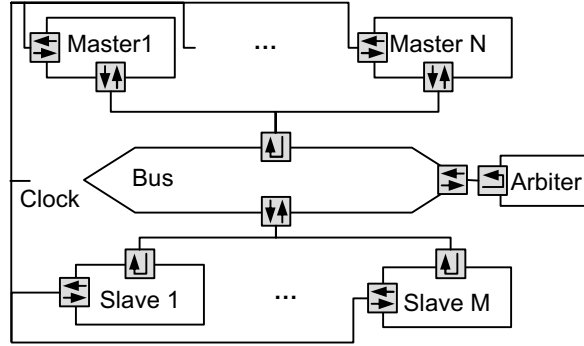 Master1
...
Master N
Bus
Arbiter
Clock
Slave 1
...
Slave M